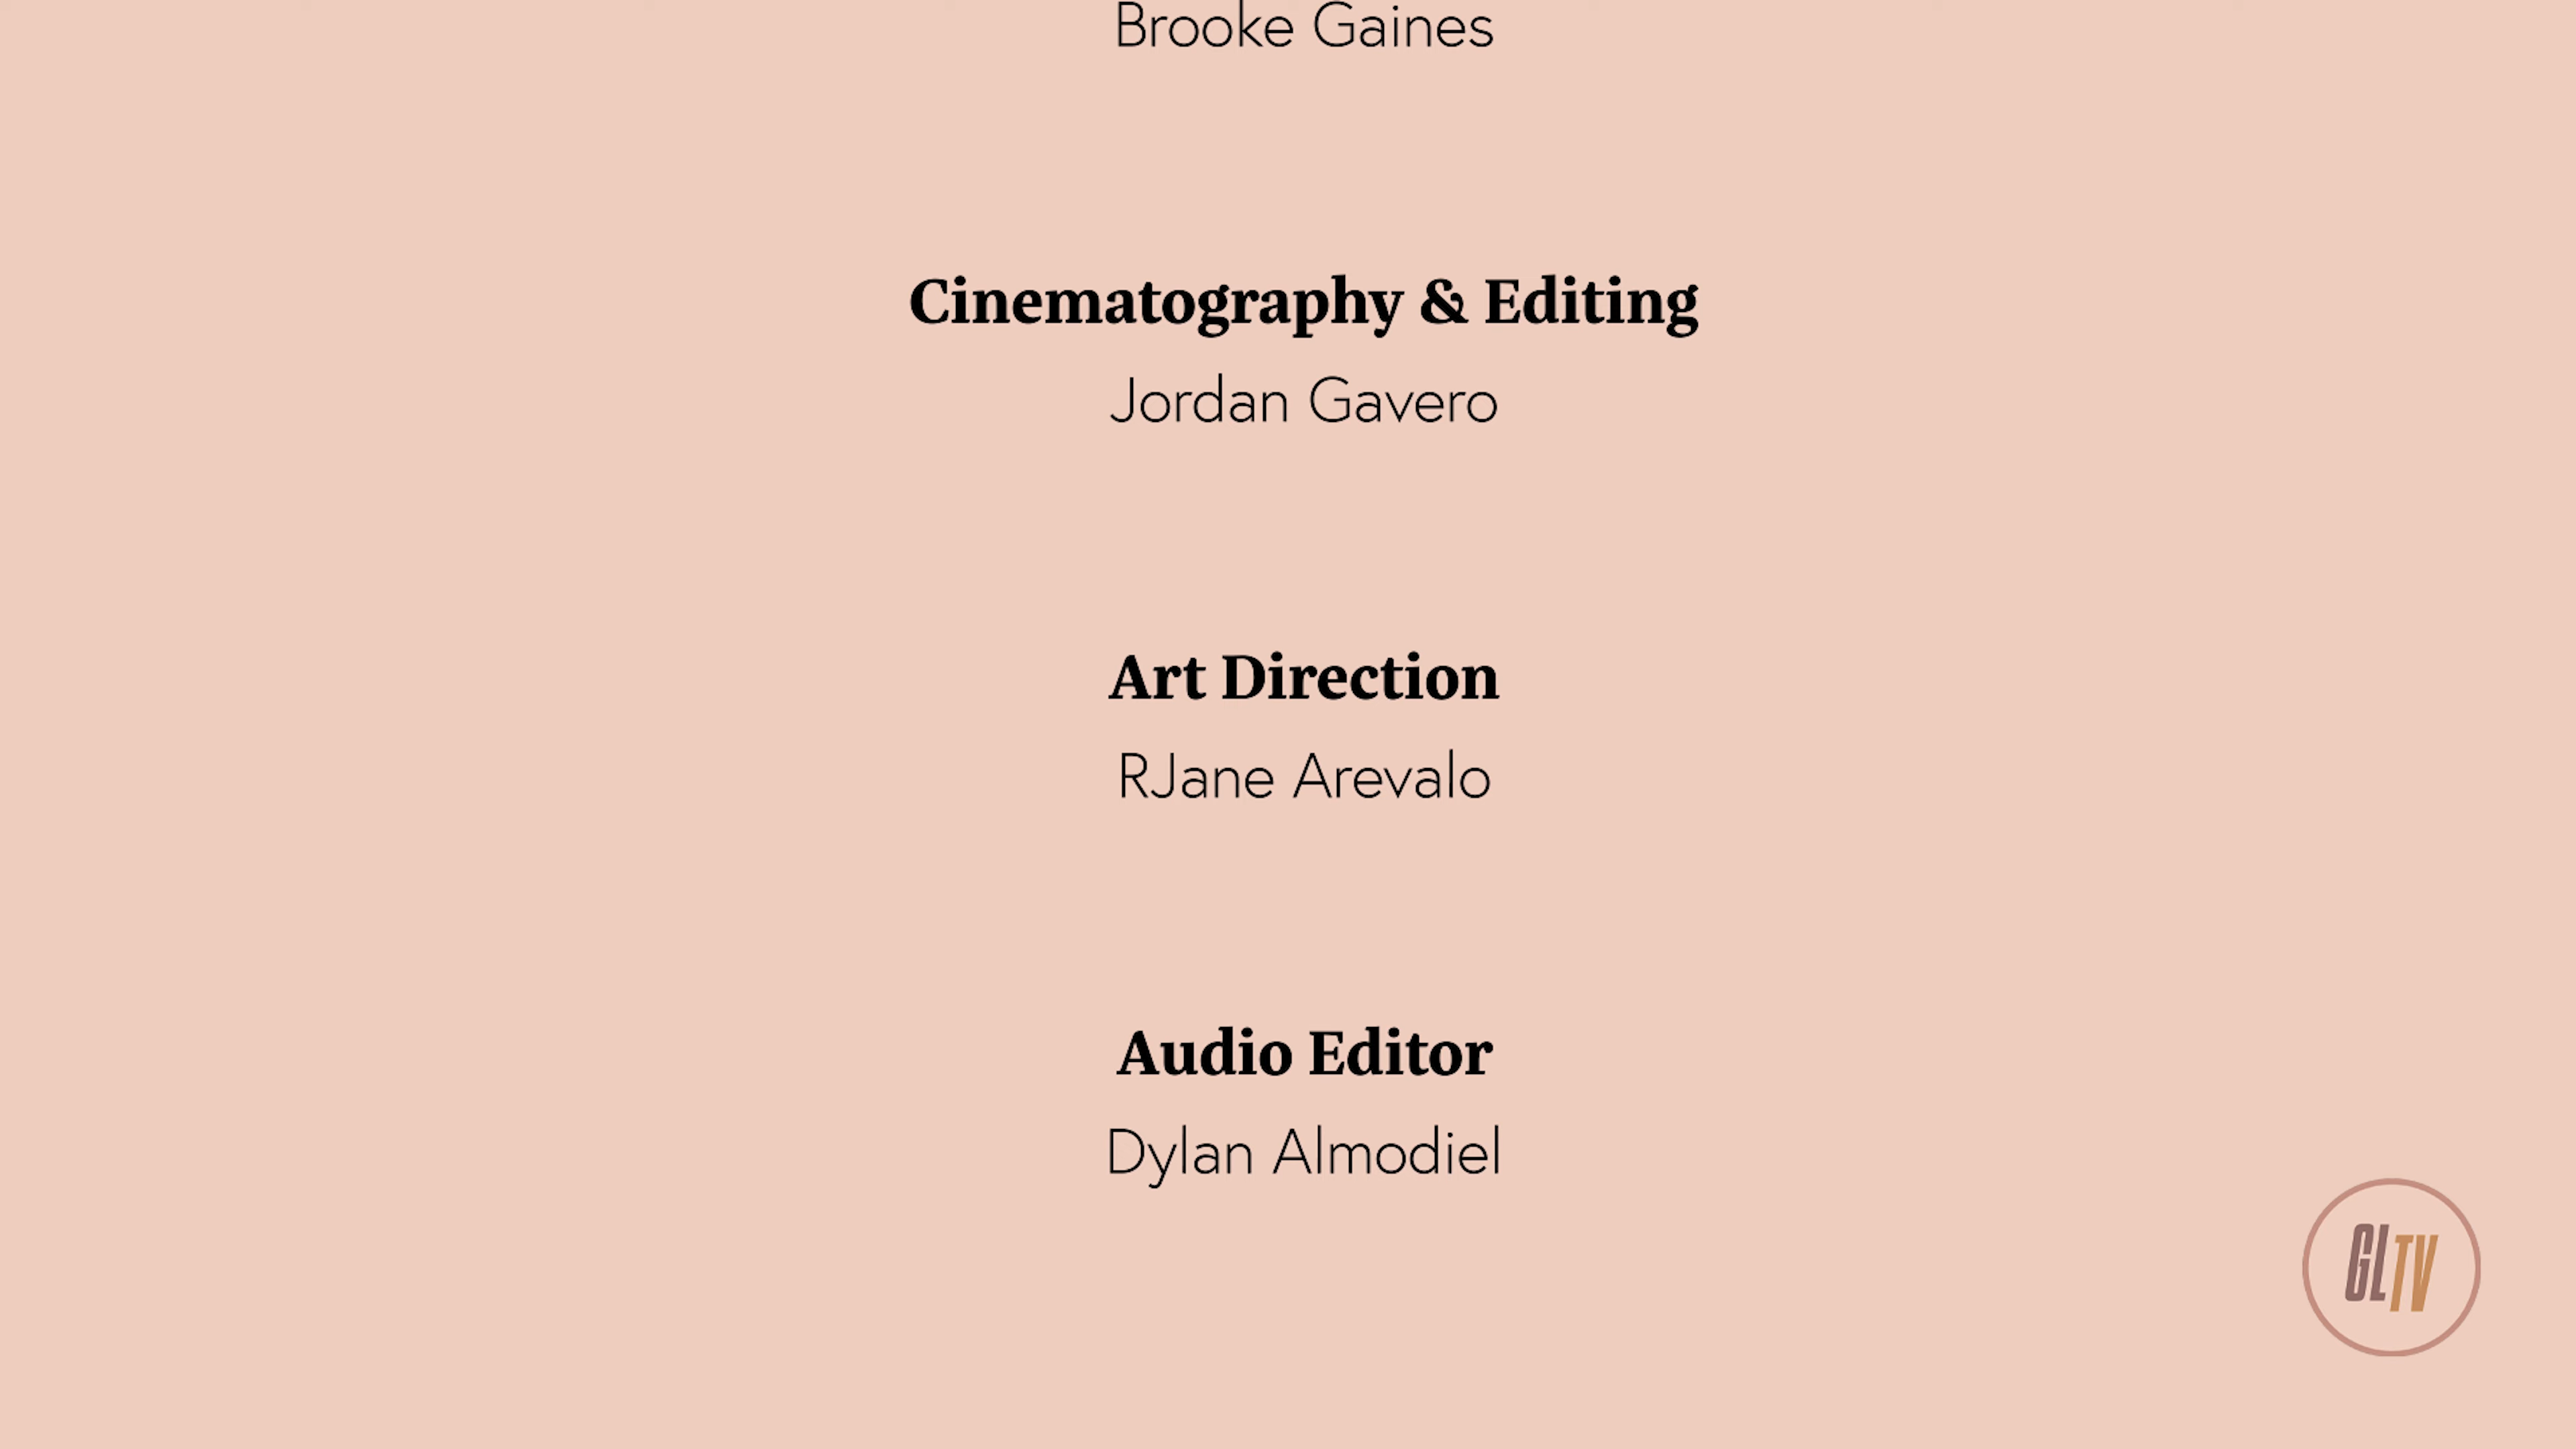 Brooke Gaines
Cinematography & Editing
Jordan Gavero
Art Direction
RJane Arevalo
Audio Editor
Dylan Almodiel
GLTV